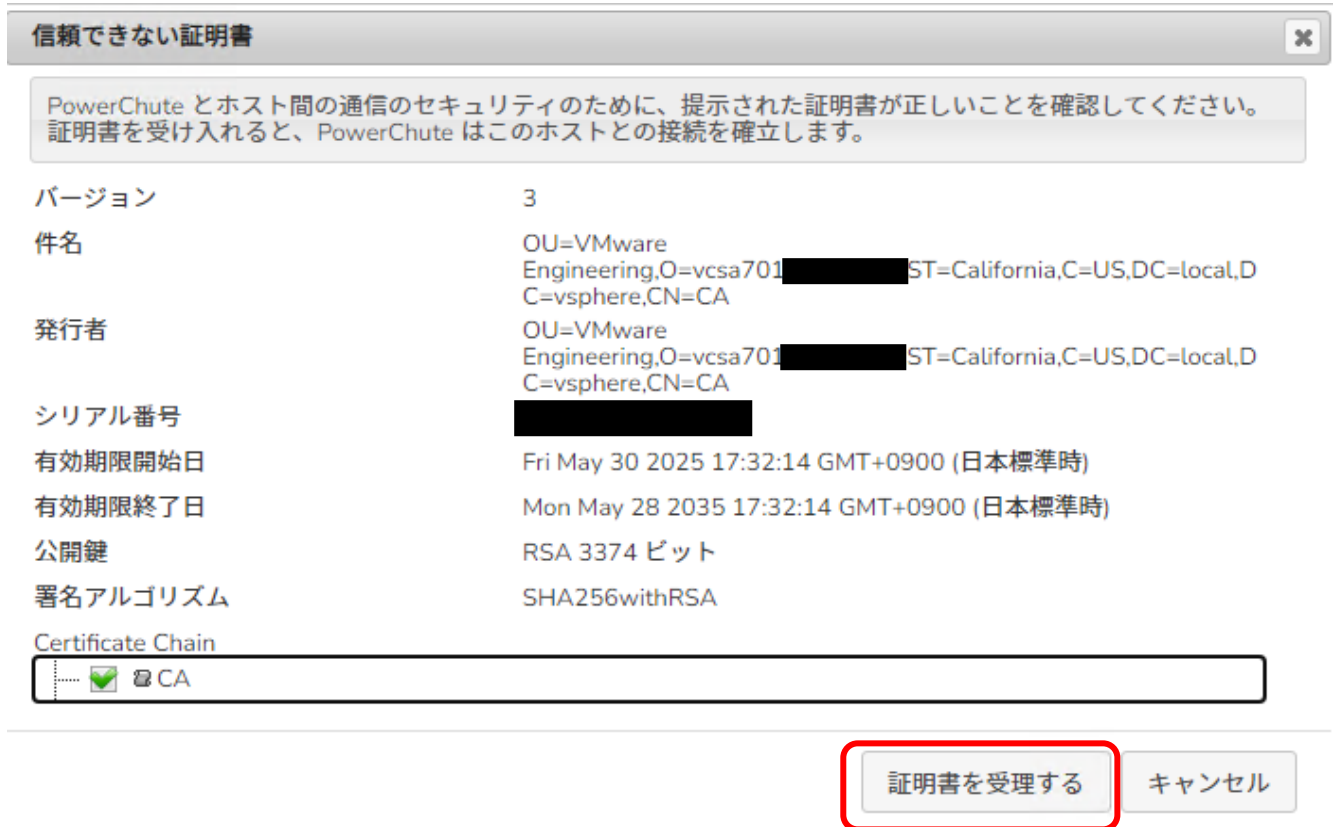 信頼できない証明書
PowerChute とホスト間の通信のセキュリティのために、提示された証明書が正しいことを確認してください。
証明書を受け入れると、PowerChute はこのホストとの接続を確立します。
バージョン 3
件名 OU=VMware
Engineering,O=vcsa701 ST=California,C=US,DC=local,D
C=vsphere,CN=CA
発行者 OU=VMware
Engineering,O=vcsa701 ST=California,C=US,DC=local,D
C=vsphere,CN=CA
シリアル番号
有効期限開始日 Fri May 30 2025 17:32:14 GMT+0900 (日本標準時)
有効期限終了日 Mon May 28 2035 17:32:14 GMT+0900 (日本標準時)
公開鍵 RSA 3374 ビット
署名アルゴリズム SHA256withRSA
Certificate Chain
CA
証明書を受理する キャンセル